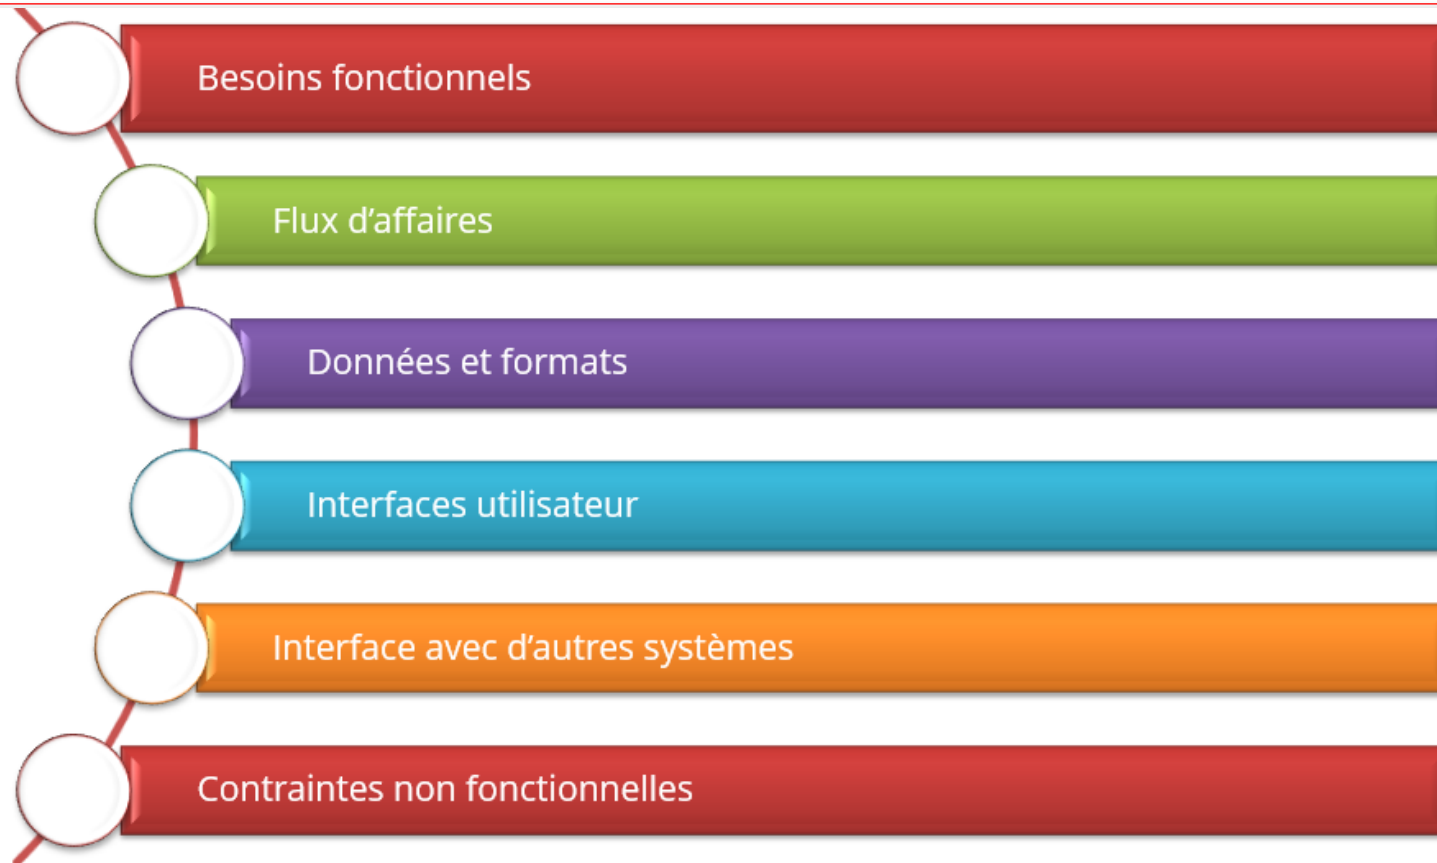 Besoins fonctionnels
Flux d’affaires
Données et formats
Interfaces utilisateur
Interface avec d’autres systèmes
Contraintes non fonctionnelles